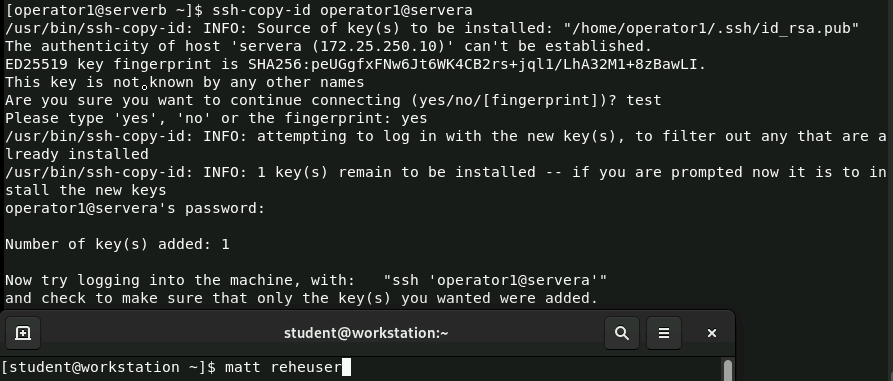 [operator1@serverb ~]$ ssh-copy-id operator1@servera
/usr/bin/ssh-copy-id: INFO: Source of key(s) to be installed: "/home/operator1/.ssh/id_rsa.pub"
The authenticity of host 'servera (172.25.250.10)' can't be established.
ED25519 key fingerprint is SHA256:peUGgfxFNw6Jt6WK4CB2rs+jql1/LhA32M1+8zBawLI.
This key is not known by any other names
Are you sure you want to continue connecting (yes/no/[fingerprint])? test
Please type 'yes', 'no' or the fingerprint: yes
/usr/bin/ssh-copy-id: INFO: attempting to log in with the new key(s), to filter out any that are a
lready installed
/usr/bin/ssh-copy-id: INFO: 1 key(s) remain to be installed -- if you are prompted now it is to in
stall the new keys
operator1@servera's password:
Number of key(s) added: 1
Now try logging into the machine, with:   "ssh 'operator1@servera'"
and check to make sure that only the key(s) you wanted were added.
student@workstation:~
[student@workstation ~]$ matt reheuser